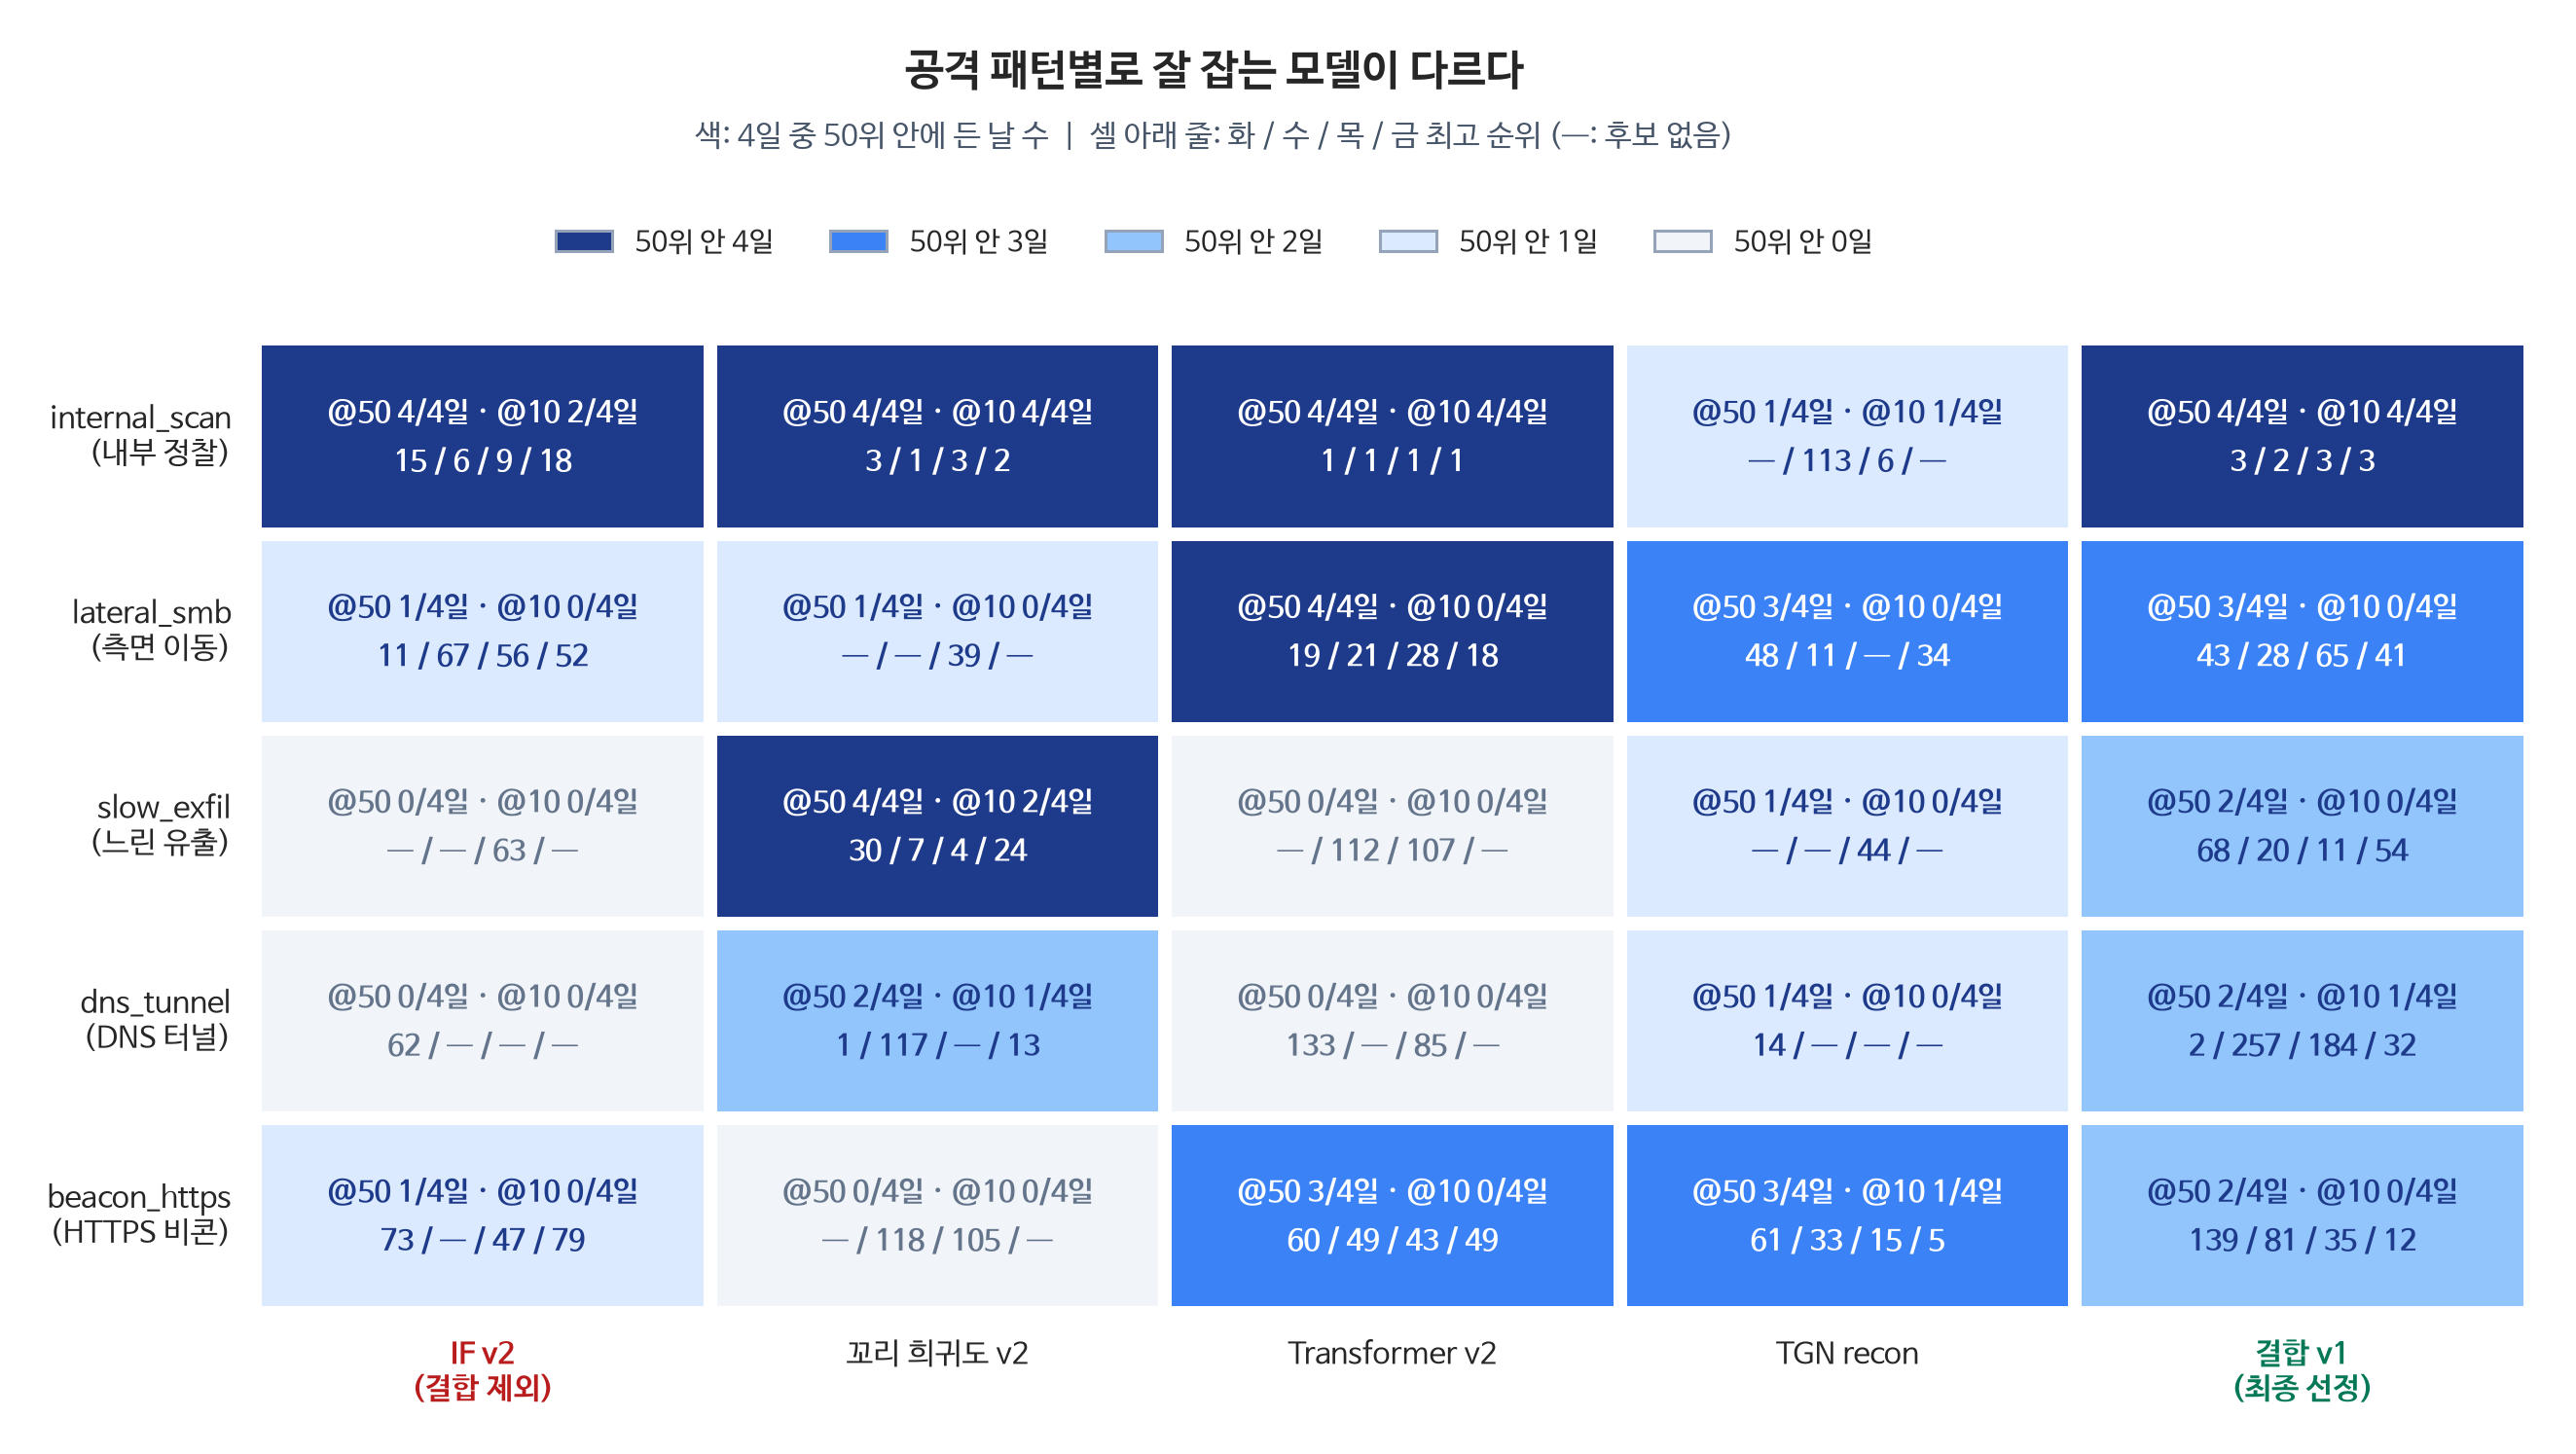 공격 패턴별로 잘 잡는 모델이 다르다
색: 4일 중 50위 안에 든 날 수 | 셀 아래 줄: 화 / 수 / 목 / 금 최고 순위 (—: 후보 없음)
50위 안 4일 50위 안 3일 50위 안 2일 50위 안 1일 50위 안 0일
internal_scan
(내부 정찰)
@50 4/4일 · @10 2/4일
15 / 6 / 9 / 18
@50 4/4일 · @10 4/4일
3 / 1 / 3 / 2
@50 4/4일 · @10 4/4일
1 / 1 / 1 / 1
@50 1/4일 · @10 1/4일
— / 113 / 6 / —
@50 4/4일 · @10 4/4일
3 / 2 / 3 / 3
lateral_smb
(측면 이동)
@50 1/4일 · @10 0/4일
11 / 67 / 56 / 52
@50 1/4일 · @10 0/4일
— / — / 39 / —
@50 4/4일 · @10 0/4일
19 / 21 / 28 / 18
@50 3/4일 · @10 0/4일
48 / 11 / — / 34
@50 3/4일 · @10 0/4일
43 / 28 / 65 / 41
slow_exfil
(느린 유출)
@50 0/4일 · @10 0/4일
— / — / 63 / —
@50 4/4일 · @10 2/4일
30 / 7 / 4 / 24
@50 0/4일 · @10 0/4일
— / 112 / 107 / —
@50 1/4일 · @10 0/4일
— / — / 44 / —
@50 2/4일 · @10 0/4일
68 / 20 / 11 / 54
dns_tunnel
(DNS 터널)
@50 0/4일 · @10 0/4일
62 / — / — / —
@50 2/4일 · @10 1/4일
1 / 117 / — / 13
@50 0/4일 · @10 0/4일
133 / — / 85 / —
@50 1/4일 · @10 0/4일
14 / — / — / —
@50 2/4일 · @10 1/4일
2 / 257 / 184 / 32
beacon_https
(HTTPS 비콘)
@50 1/4일 · @10 0/4일
73 / — / 47 / 79
@50 0/4일 · @10 0/4일
— / 118 / 105 / —
@50 3/4일 · @10 0/4일
60 / 49 / 43 / 49
@50 3/4일 · @10 1/4일
61 / 33 / 15 / 5
@50 2/4일 · @10 0/4일
139 / 81 / 35 / 12
IF v2
(결합 제외)
꼬리 희귀도 v2
Transformer v2
TGN recon
결합 v1
(최종 선정)